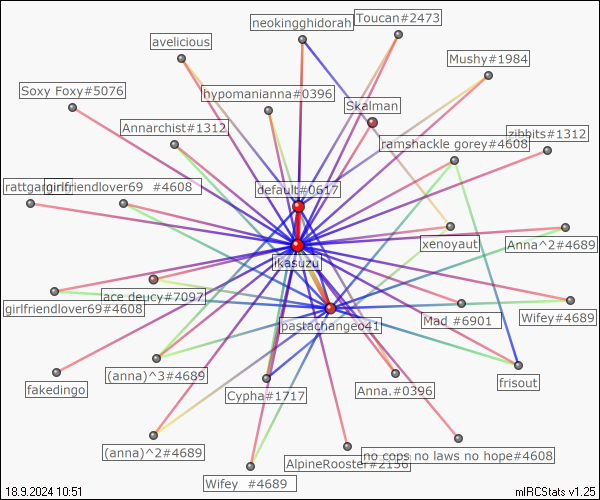 neokingghidorah
Toucan#2473
avelicious
Mushy#1984
Soxy Foxy#5076
hypomanianna#0396
Skalman
Annarchist#1312
zibbits#1312
ramshackle gorey#4608
default#0617
girlfriendlover69 #4608
xenoyaut
Anna^2#4689
ikasuzu
ace deucy#7097
girlfriendlover69#4608
Wifey#4689
pastachangeo41
Mad #6901
(anna)^3#4689
frisout
fakedingo
Cypha#1717
Anna.#0396
(anna)^2#4689
no cops no laws no hope#4608
AlpineRooster#2156
Wifey #4689
18.9.2024 10:51
mIRCStats v1.25